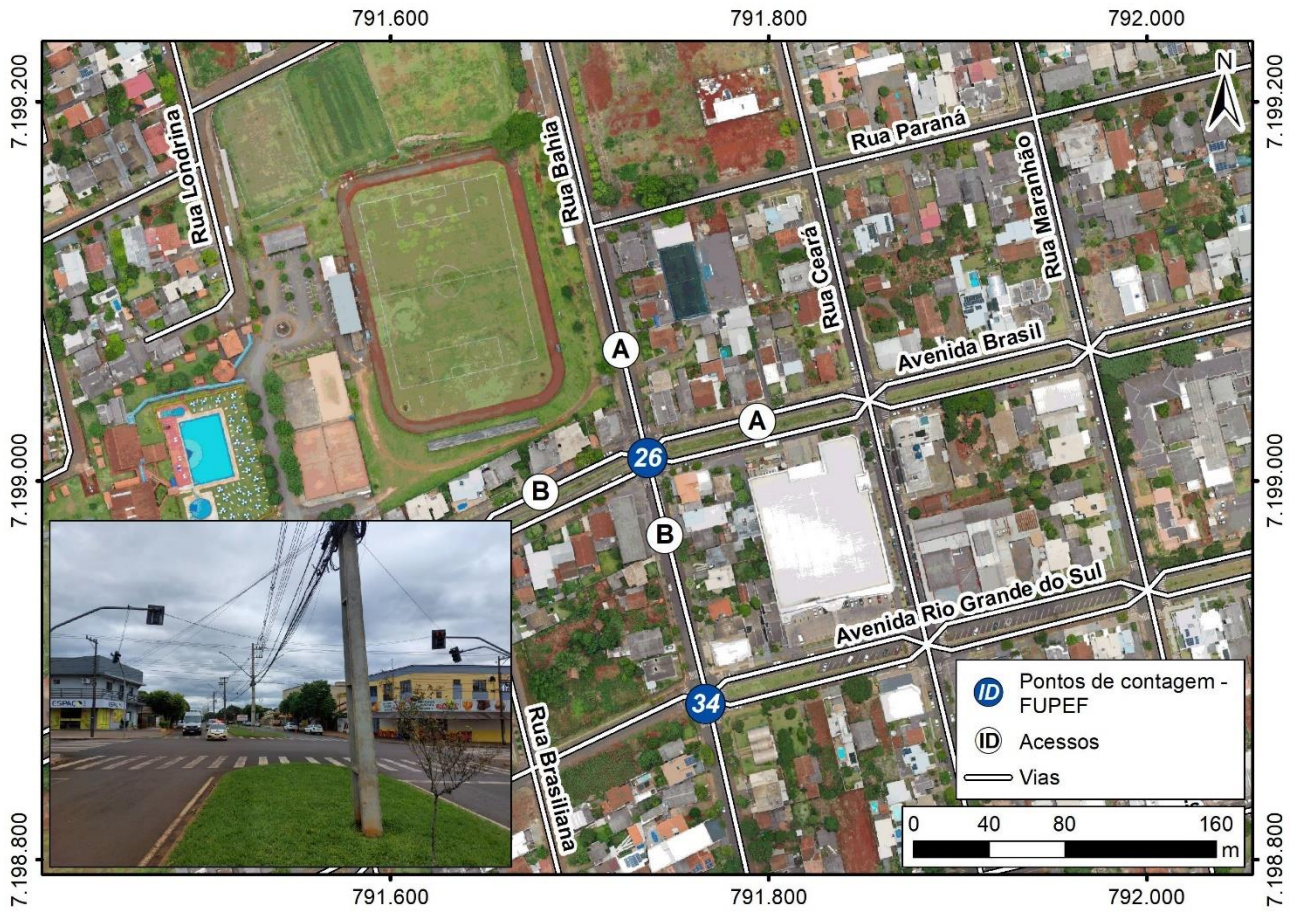 791.600
791.800
792.000
7.199.200
7.199.200
N
Rua Londrina
Rua Bahia
Rua Paraná
Rua Maranhão
Rua Ceará
A
Avenida Brasil
A
26
B
B
7.199.000
7.199.000
Avenida Rio Grande do Sul
34
Rua Brasiliana
ESPAÇ
ID Pontos de contagem -
FUPEF
ID Acessos
Vias
0 40 80 160
m
7.198.800
7.198.800
791.600
791.800
792.000